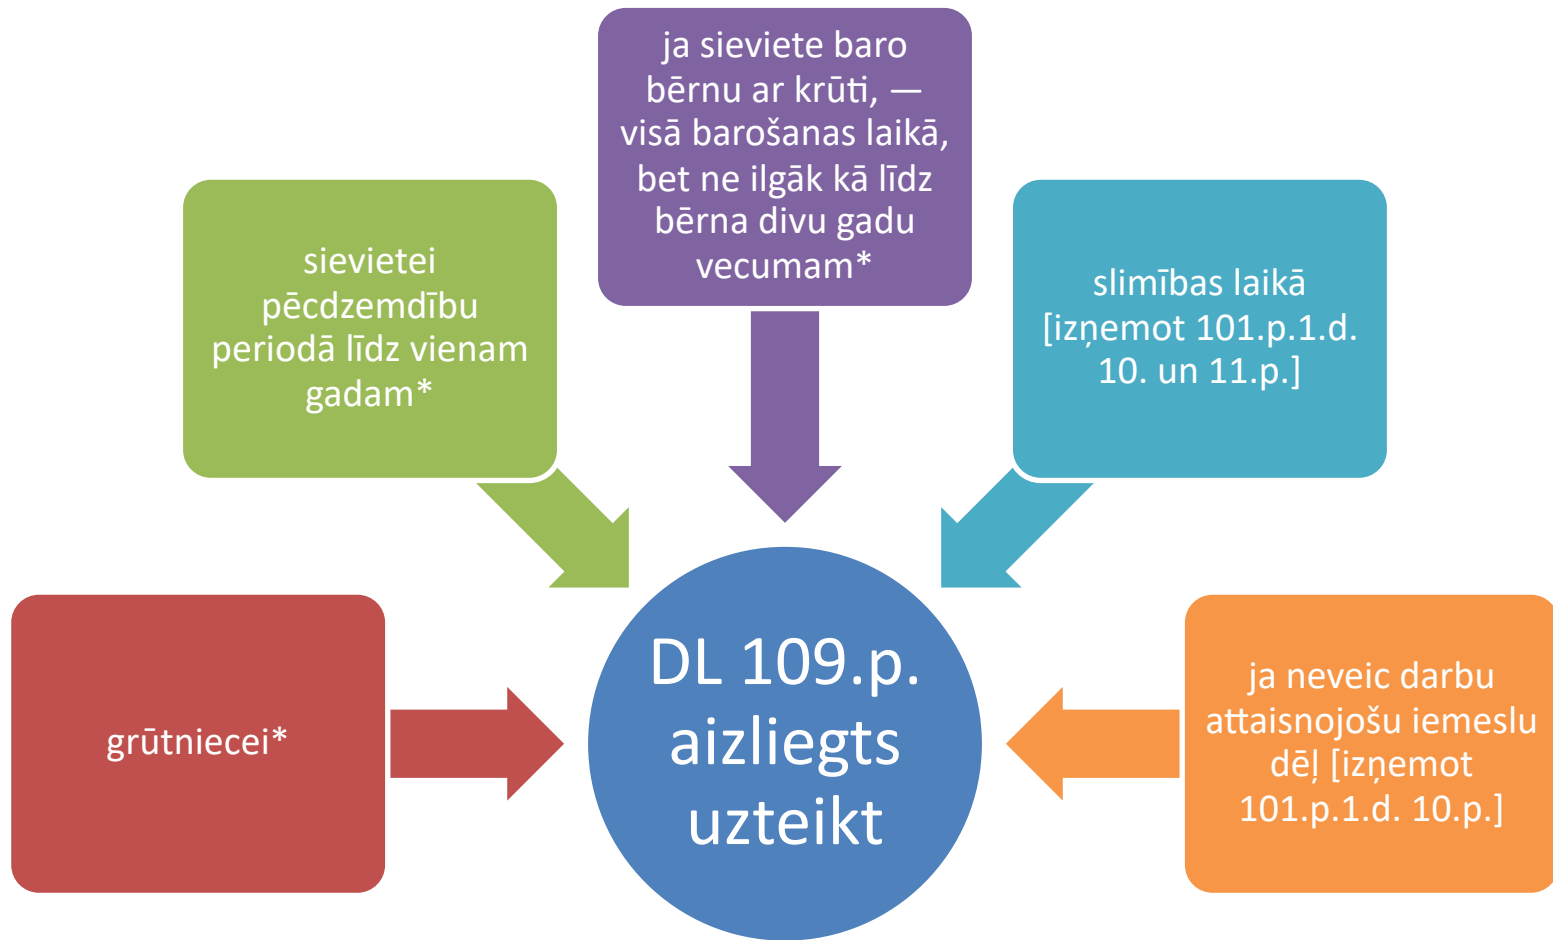 ja sieviete baro
bērnu ar krūti, —
visā barošanas laikā,
bet ne ilgāk kā līdz
bērna divu gadu
vecumam*
sievietei
pēcdzemdību
periodā līdz vienam
gadam*
slimības laikā
[izņemot 101.p.1.d.
10. un 11.p.]
grūtniecei*
DL 109.p.
aizliegts
uzteikt
ja neveic darbu
attaisnojošu iemeslu
dēļ [izņemot
101.p.1.d. 10.p.]